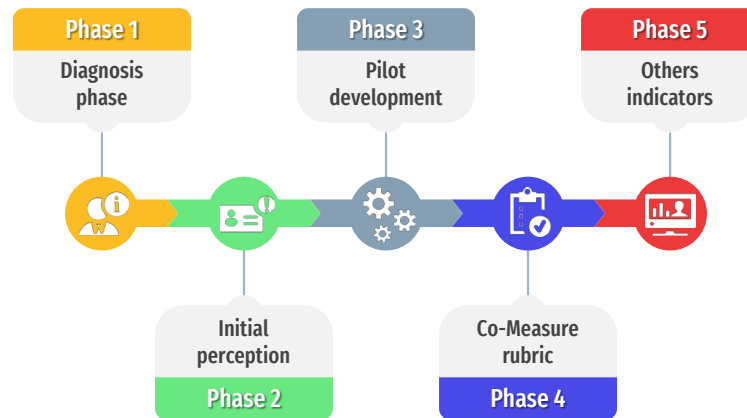 Phase 1
Diagnosis
phase
Initial
perception
Phase 2
Phase 3
Pilot
development
Co-Measure
rubric
Phase 4
Phase 5
Others
indicators